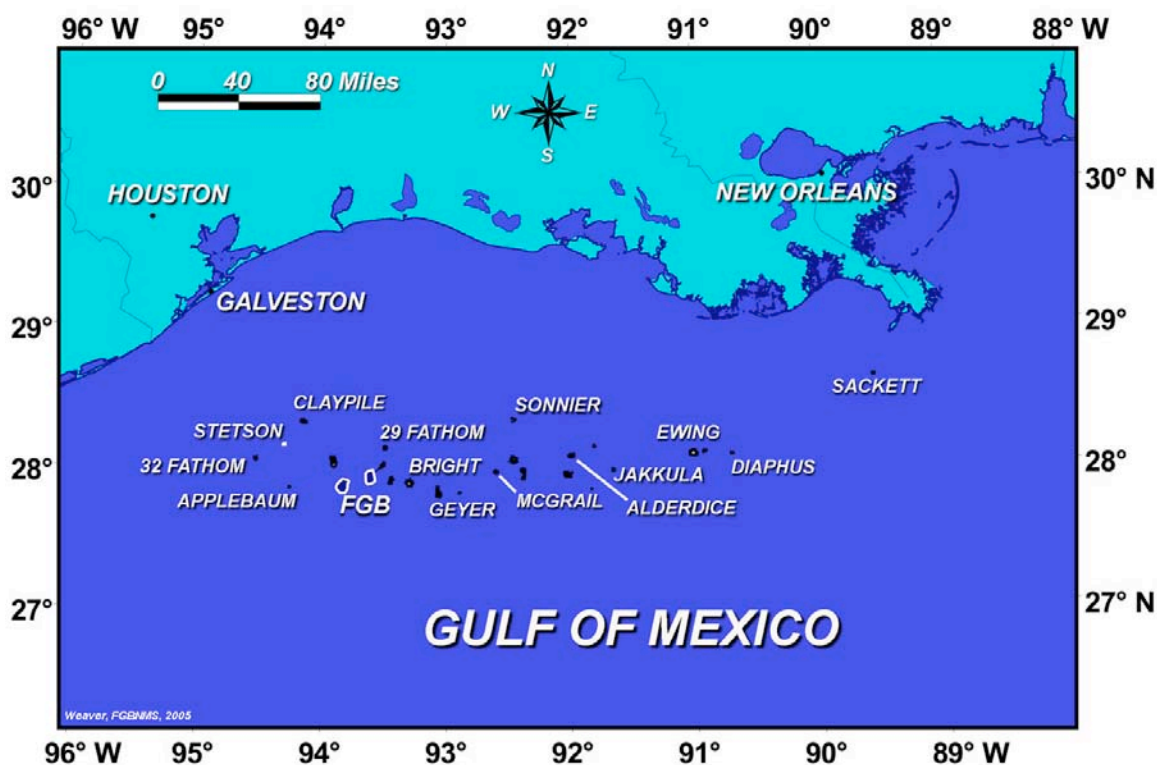 96° W 95° 94° 93° 92° 91° 90° 89° 88° W
0 40 80 Miles
N
W E
S
30°
30° N
HOUSTON
NEW ORLEANS
GALVESTON
29°
29°
SACKETT
CLAYPILE
SONNIER
STETSON
29 FATHOM
EWING
32 FATHOM
28°
BRIGHT
JAKKULA
DIAPHUS
28°
APPLEBAUM
FGB
GEYER
MCGRAIL
ALDERDICE
27°
27° N
GULF OF MEXICO
Weaver, FGBNMS, 2005
96° W 95° 94° 93° 92° 91° 90° 89° W